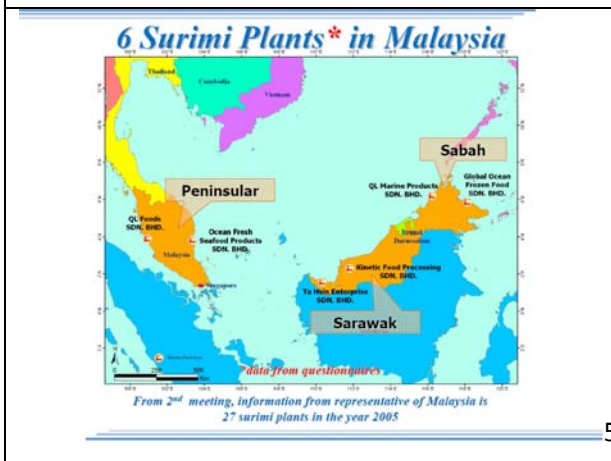 6 Surimi Plants* in Malaysia
Thailand
Cambodia
Vietnam
Sabah
Peninsular
QL Marine Products
SDN. BHD.
Global Ocean
Frozen Food
SDN. BHD.
QL Foods
SDN. BHD.
Ocean Fresh
Seafood Products
SDN. BHD.
Malaysia
Brunei
Darussalam
Singapore
Kinetic Food Processing
SDN. BHD.
Ta Hsin Enterprise
SDN. BHD.
Sarawak
*data from questionnaires
From 2nd meeting, information from representative of Malaysia is
27 surimi plants in the year 2005
5